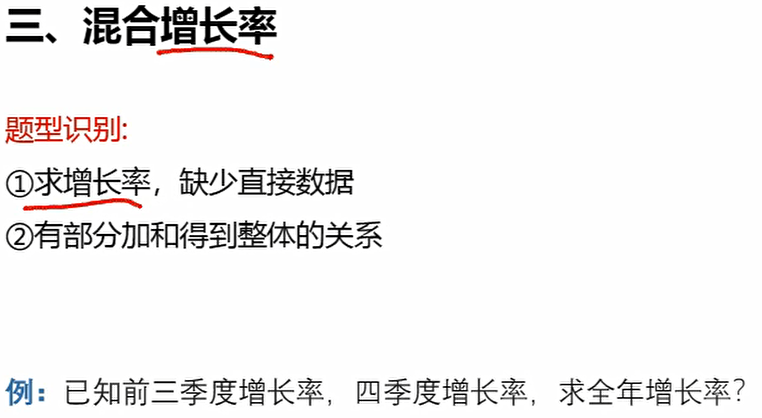 三、混合增长率
题型识别:
①求增长率，缺少直接数据
②有部分加和得到整体的关系
例：已知前三季度增长率，四季度增长率，求全年增长率？